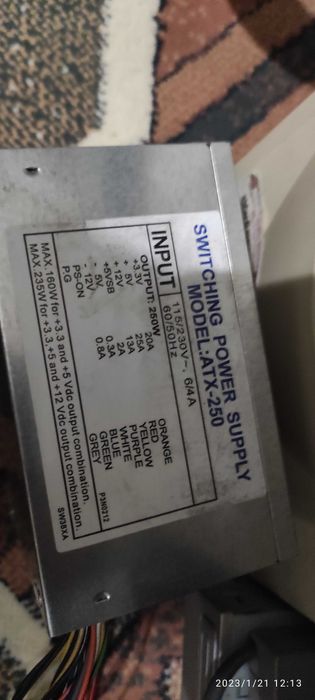 SWITCHING POWER SUPPLY
MODEL:ATX-250
INPUT
115/230V~, 6/4A
60/50Hz
OUTPUT: 250W
+3.3V 20A ORANGE
+ 5V 25A RED
+ 12V 13A YELLOW
+5VSB 2A PURPLE
- 5V 0.3A WHITE
- 12V 0.8A BLUE
PS-ON GREEN
P.G GREY
P3N0212
MAX.160W for +3.3 and +5 Vdc output combination.
MAX.235W for +3.3,+5 and +12 Vdc output combination.
SW38XA
2023/1/21 12:13